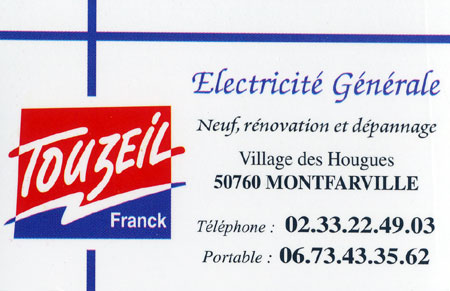 Electricité Générale
Neuf, rénovation et dépannage
Village des Hougues
50760 MONTFARVILLE
TOUZEIL
Franck
Téléphone : 02.33.22.49.03
Portable : 06.73.43.35.62